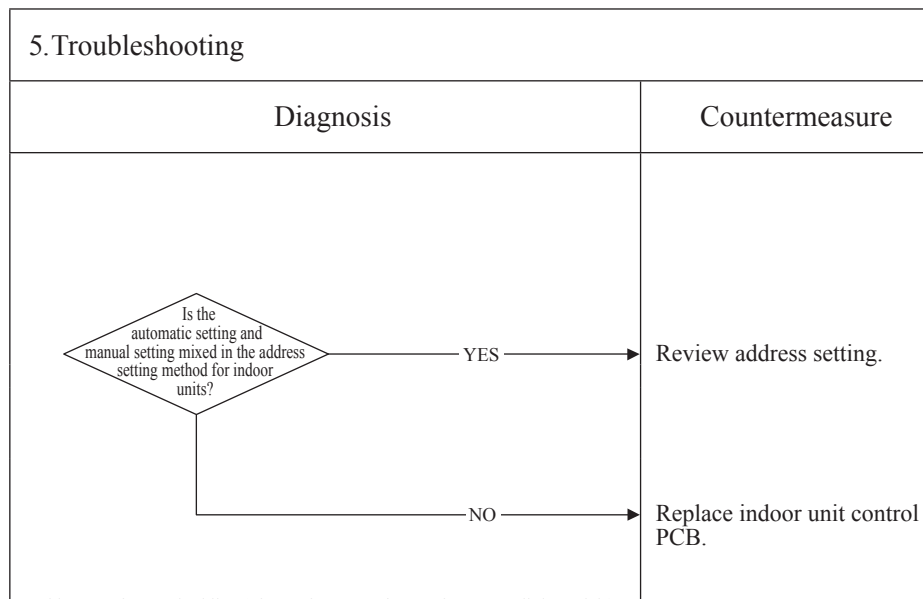 5.Troubleshooting
Diagnosis
Countermeasure
Is the
automatic setting and
manual setting mixed in the address
setting method for indoor
units?
YES
Review address setting.
NO
Replace indoor unit control
PCB.